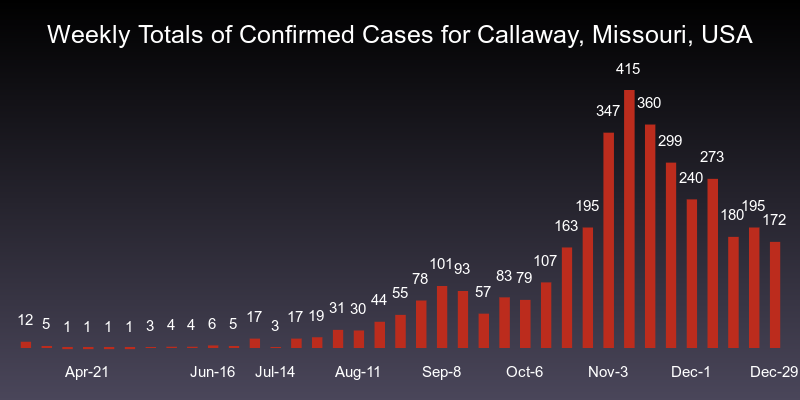 Weekly Totals of Confirmed Cases for Callaway, Missouri, USA
12 5 1 1 1 1 3 4 4 6 5 17 3 17 19 31 30 44 55 78 101 93 57 83 79 107 163 195 347 415 360 299 240 273 180 195 172
Apr-21 Jun-16 Jul-14 Aug-11 Sep-8 Oct-6 Nov-3 Dec-1 Dec-29